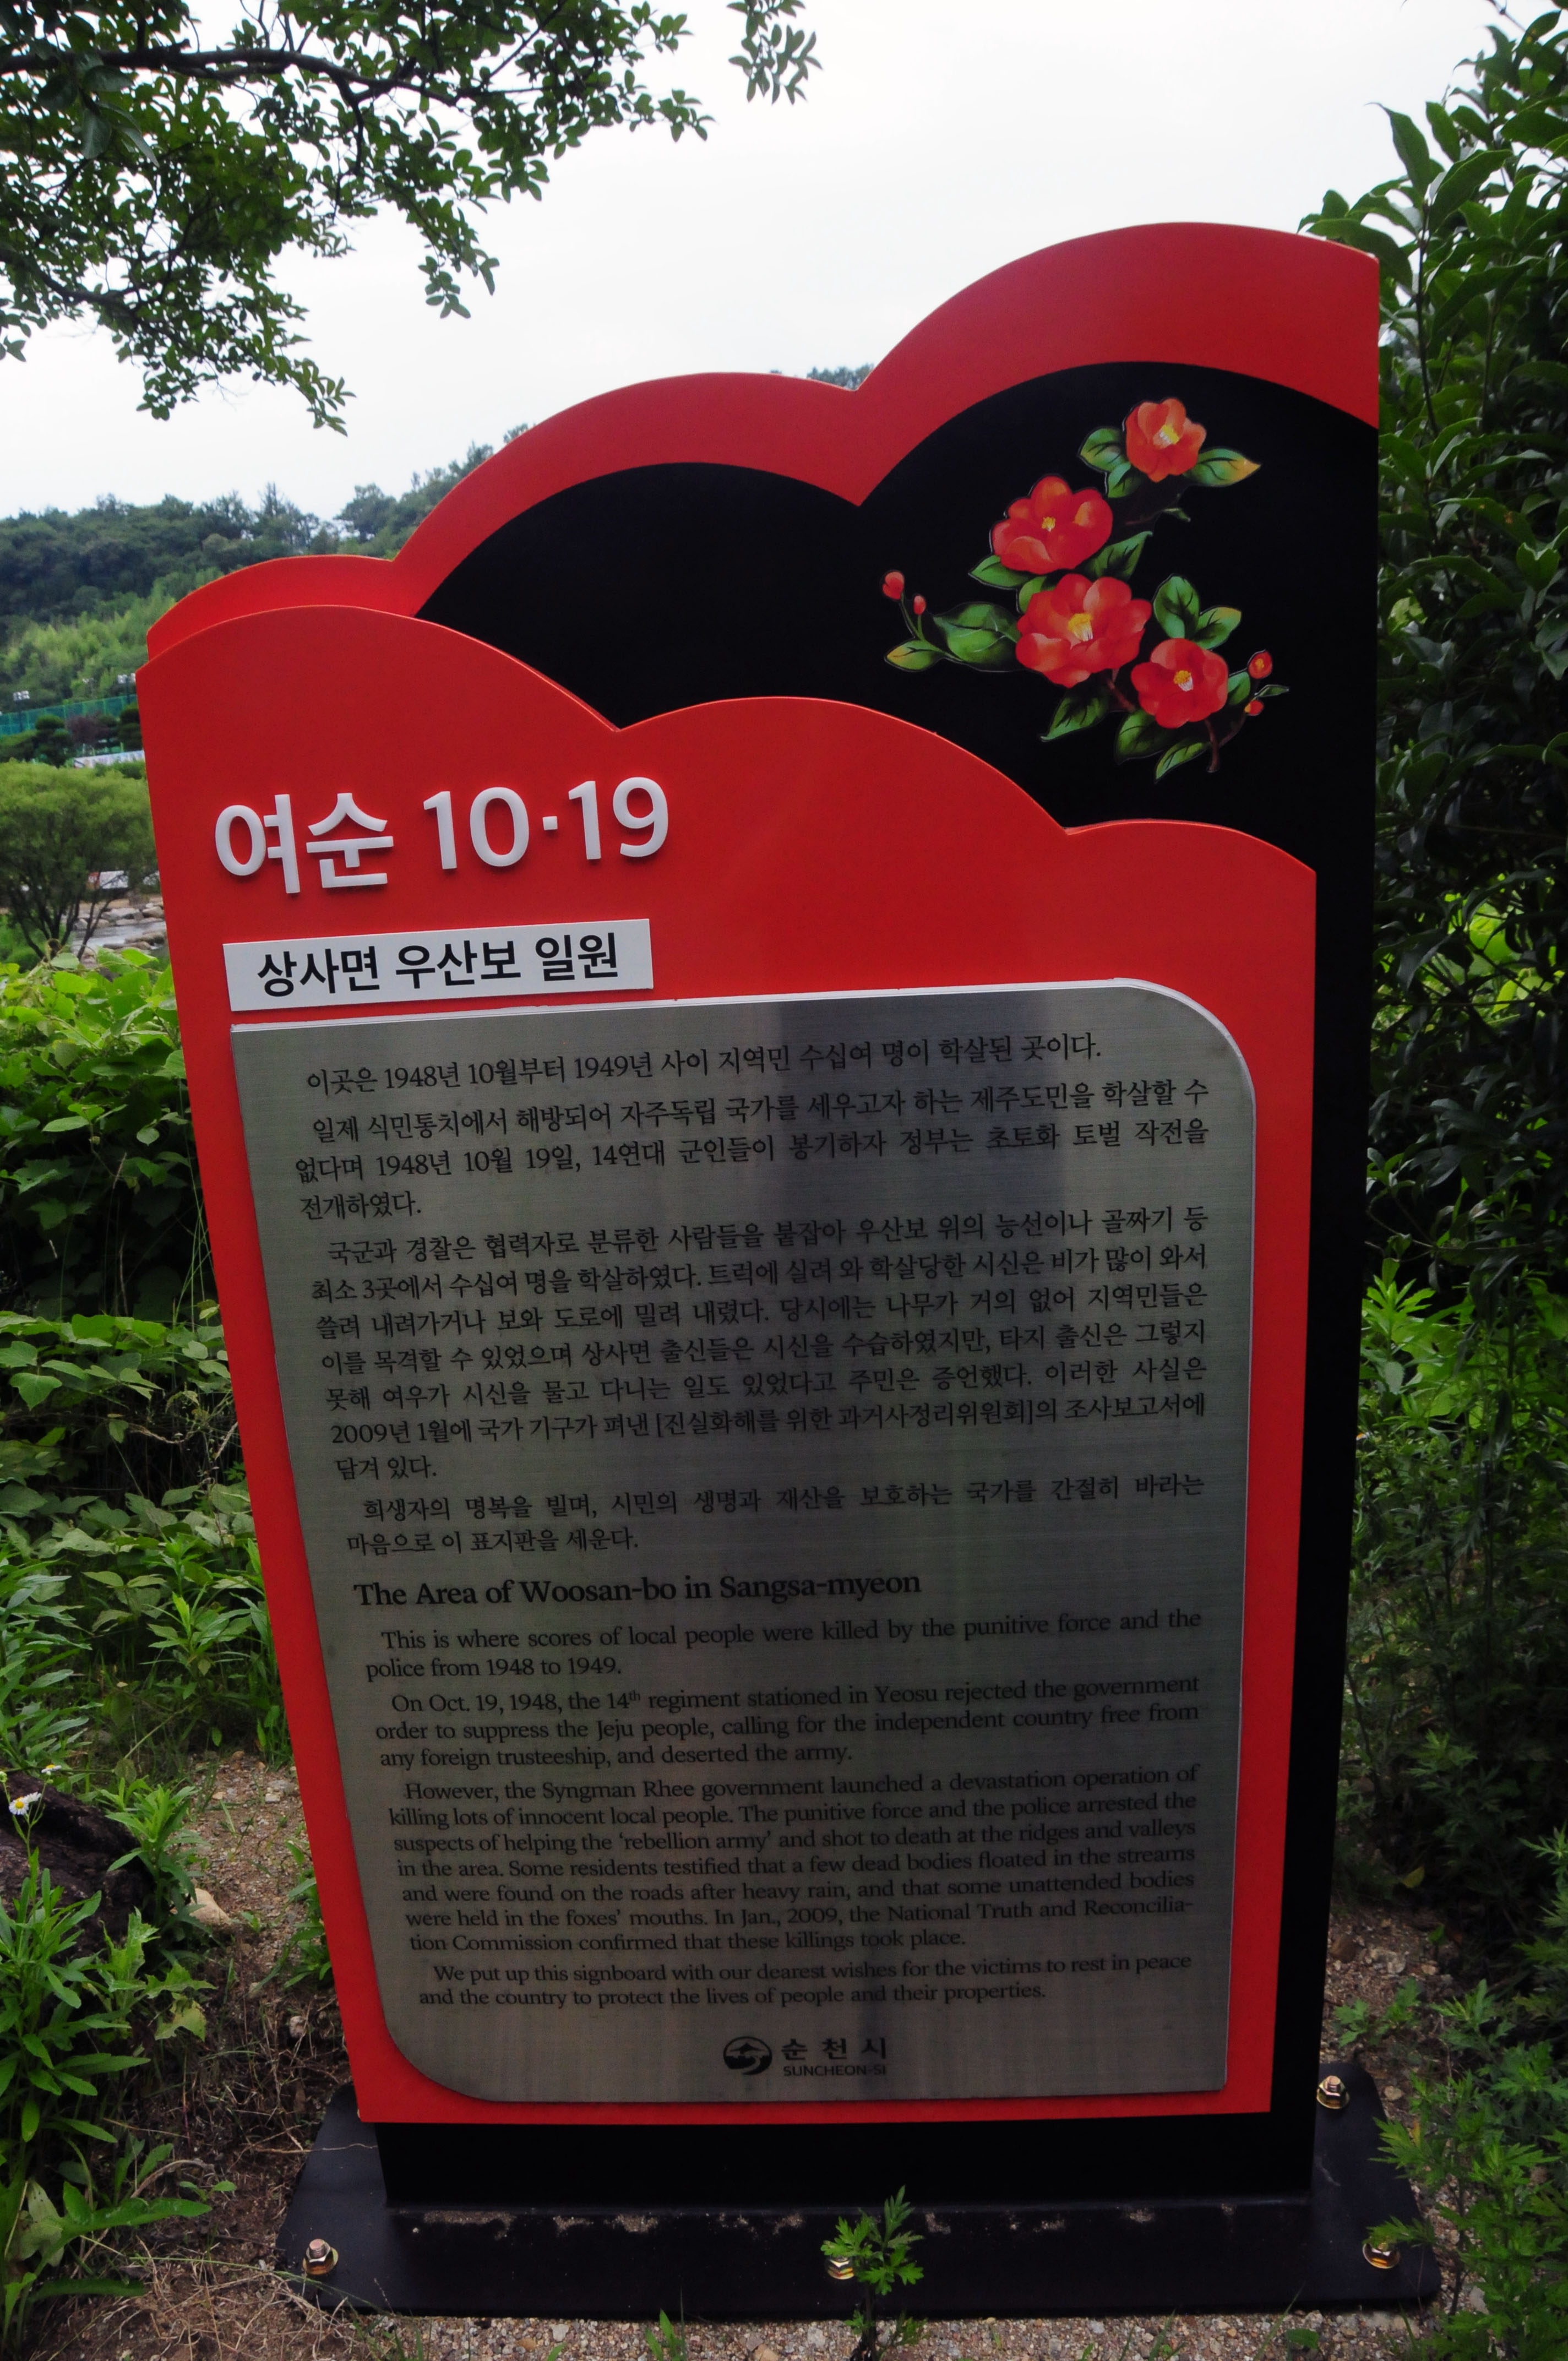 여순 10·19
상사면 우산보 일원
이곳은 1948년 10월부터 1949년 사이 지역민 수십여 명이 학살된 곳이다.
일제 식민통치에서 해방되어 자주독립 국가를 세우고자 하는 제주도민을 학살할 수
없다며 1948년 10월 19일, 14연대 군인들이 봉기하자 정부는 초토화 토벌 작전을
전개하였다.
국군과 경찰은 협력자로 분류한 사람들을 붙잡아 우산보 위의 능선이나 골짜기 등
최소 3곳에서 수십여 명을 학살하였다. 트럭에 실려 와 학살당한 시신은 비가 많이 와서
쓸려 내려가거나 보와 도로에 밀려 내렸다. 당시에는 나무가 거의 없어 지역민들은
이를 목격할 수 있었으며 상사면 출신들은 시신을 수습하였지만, 타지 출신은 그렇지
못해 여우가 시신을 물고 다니는 일도 있었다고 주민은 증언했다. 이러한 사실은
2009년 1월에 국가 기구가 펴낸 [진실화해를 위한 과거사정리위원회]의 조사보고서에
담겨 있다.
희생자의 명복을 빌며, 시민의 생명과 재산을 보호하는 국가를 간절히 바라는
마음으로 이 표지판을 세운다.
The Area of Woosan-bo in Sangsa-myeon
This is where scores of local people were killed by the punitive force and the
police from 1948 to 1949.
On Oct. 19, 1948, the 14th regiment stationed in Yeosu rejected the government
order to suppress the Jeju people, calling for the independent country free from
any foreign trusteeship, and deserted the army.
However, the Syngman Rhee government launched a devastation operation of
killing lots of innocent local people. The punitive force and the police arrested the
suspects of helping the 'rebellion army' and shot to death at the ridges and valleys
in the area. Some residents testified that a few dead bodies floated in the streams
and were found on the roads after heavy rain, and that some unattended bodies
were held in the foxes' mouths. In Jan., 2009, the National Truth and Reconcilia-
tion Commission confirmed that these killings took place.
We put up this signboard with our dearest wishes for the victims to rest in peace
and the country to protect the lives of people and their properties.
순천시
SUNCHEON-SI